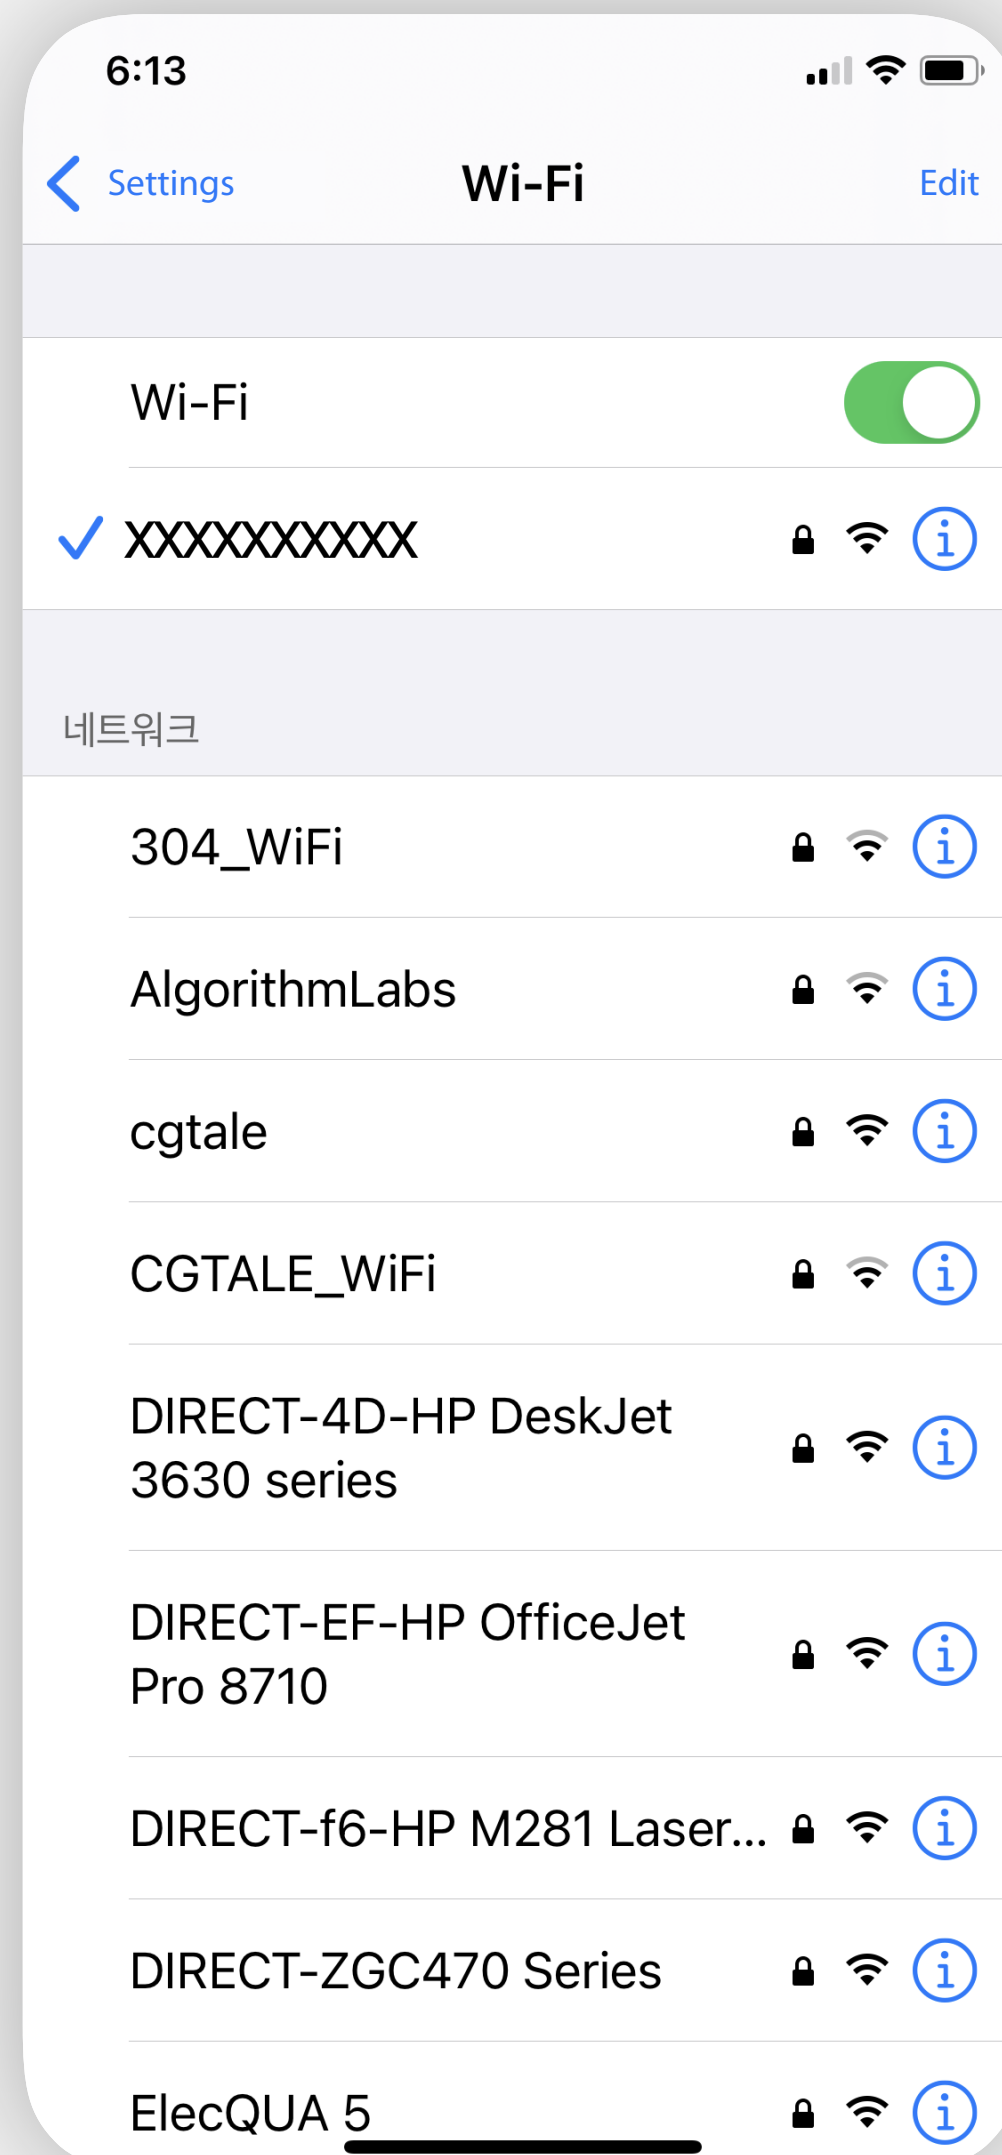 6:13
Settings
Wi-Fi
Edit
Wi-Fi
XXXXXXXXXX
네트워크
304_WiFi
AlgorithmLabs
cgtale
CGTALE_WiFi
DIRECT-4D-HP DeskJet
3630 series
DIRECT-EF-HP OfficeJet
Pro 8710
DIRECT-f6-HP M281 Laser...
DIRECT-ZGC470 Series
ElecQUA 5